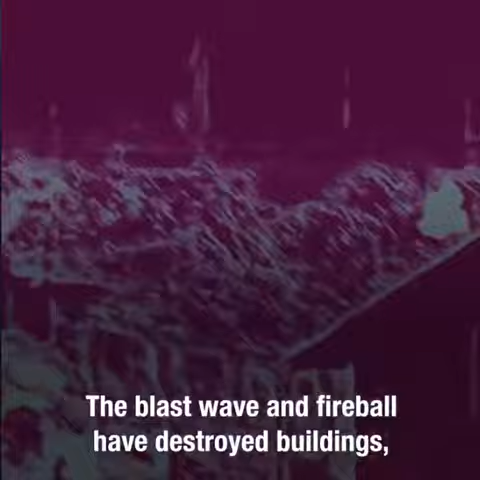 The blast wave and fireball
have destroyed buildings,